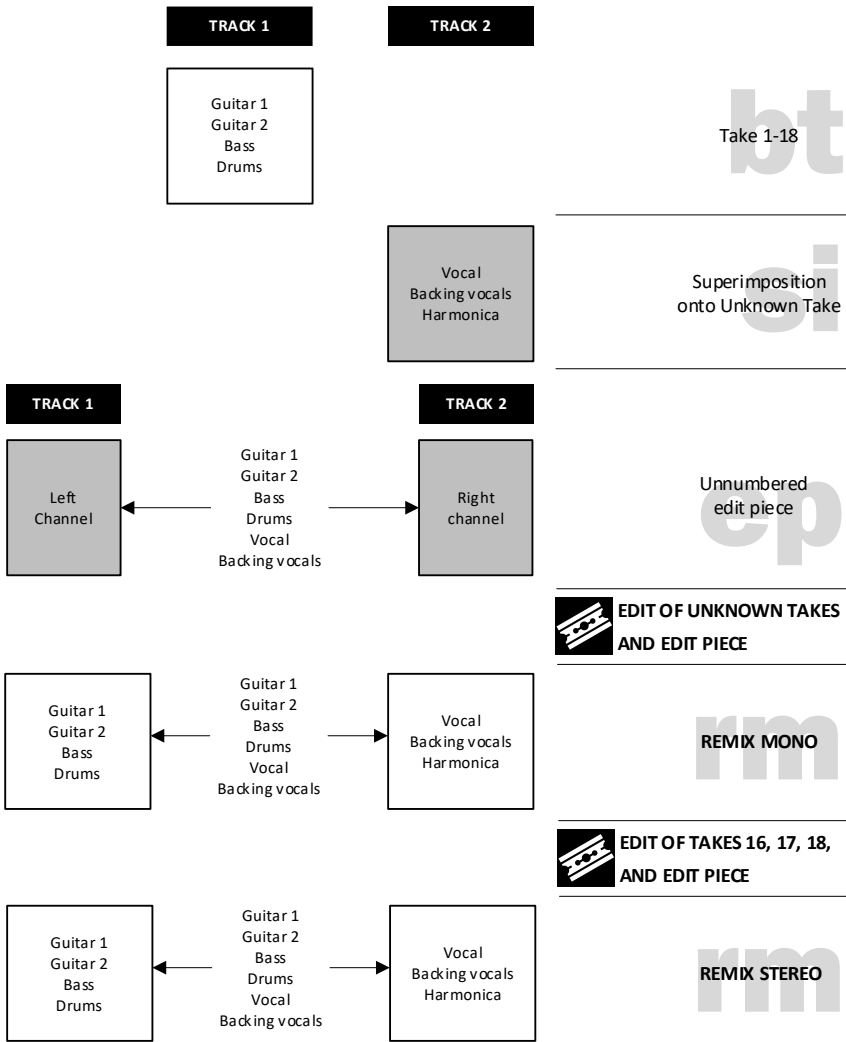 TRACK 1
TRACK 2
Guitar 1
Guitar 2
Bass
Drums
bt
Take 1-18
Vocal
Backing vocals
Harmonica
si
Superimposition
onto Unknown Take
TRACK 1
TRACK 2
Left
Channel
Guitar 1
Guitar 2
Bass
Drums
Vocal
Backing vocals
Right
channel
ep
Unnumbered
edit piece
EDIT OF UNKNOWN TAKES
AND EDIT PIECE
Guitar 1
Guitar 2
Bass
Drums
Guitar 1
Guitar 2
Bass
Drums
Vocal
Backing vocals
Vocal
Backing vocals
Harmonica
rm
REMIX MONO
EDIT OF TAKES 16, 17, 18,
AND EDIT PIECE
Guitar 1
Guitar 2
Bass
Drums
Guitar 1
Guitar 2
Bass
Drums
Vocal
Backing vocals
Vocal
Backing vocals
Harmonica
rm
REMIX STEREO